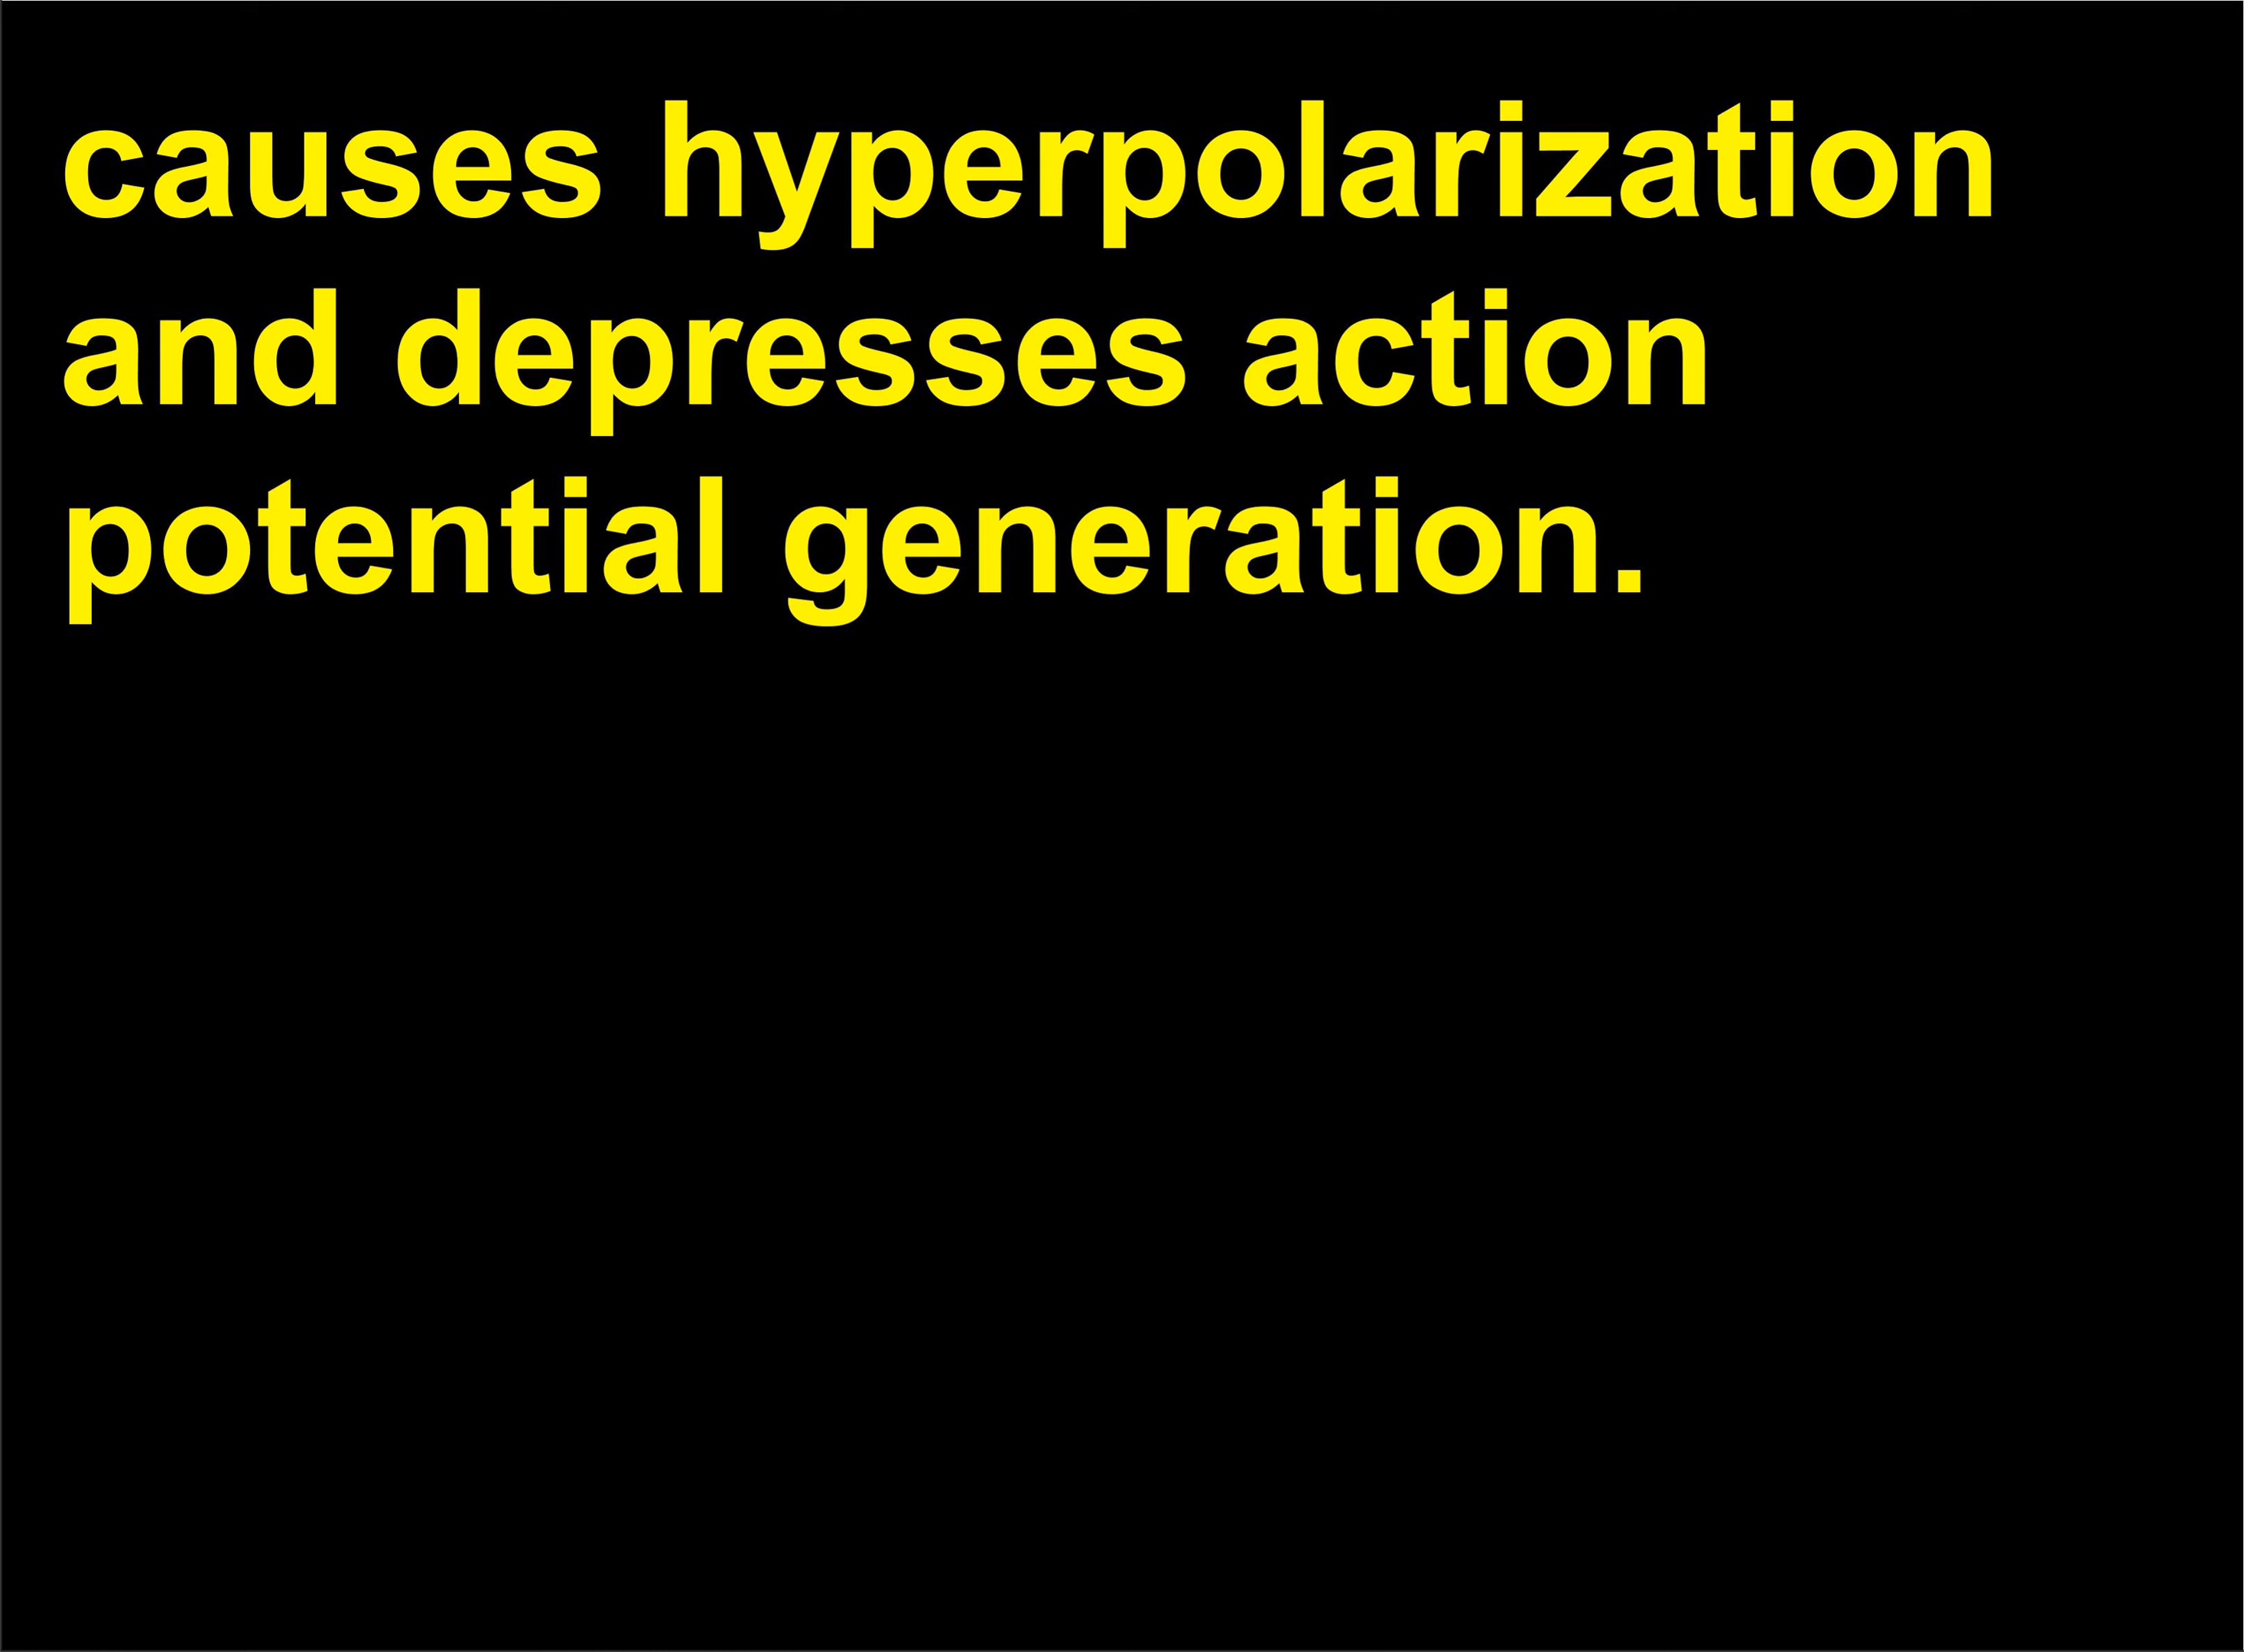 causes hyperpolarization
and depresses action
potential generation.